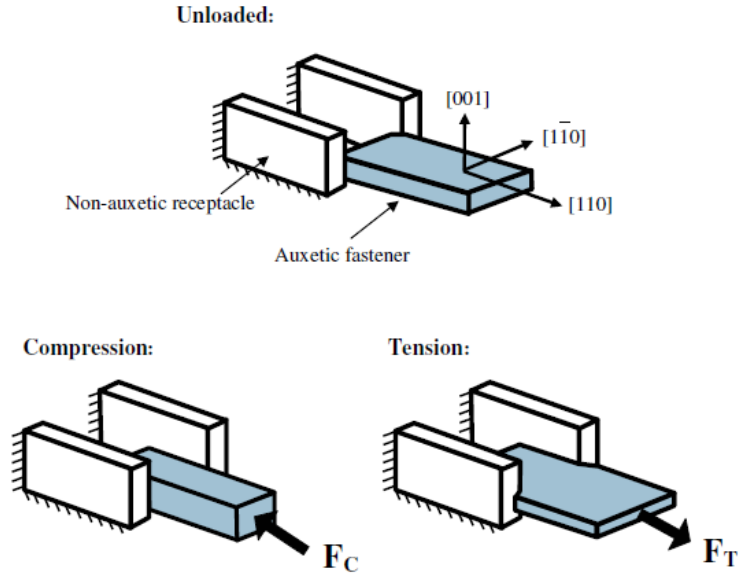 Unloaded:
[001]
[11̅0]
Non-auxetic receptacle
[110]
Auxetic fastener
Compression:
Tension:
F_C
F_T